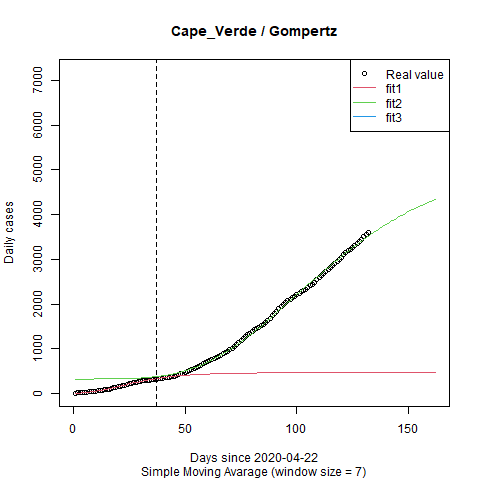 Cape_Verde / Gompertz
Real value
fit1
fit2
fit3
Daily cases
7000
6000
5000
4000
3000
2000
1000
0
0 50 100 150
Days since 2020-04-22
Simple Moving Avarage (window size = 7)